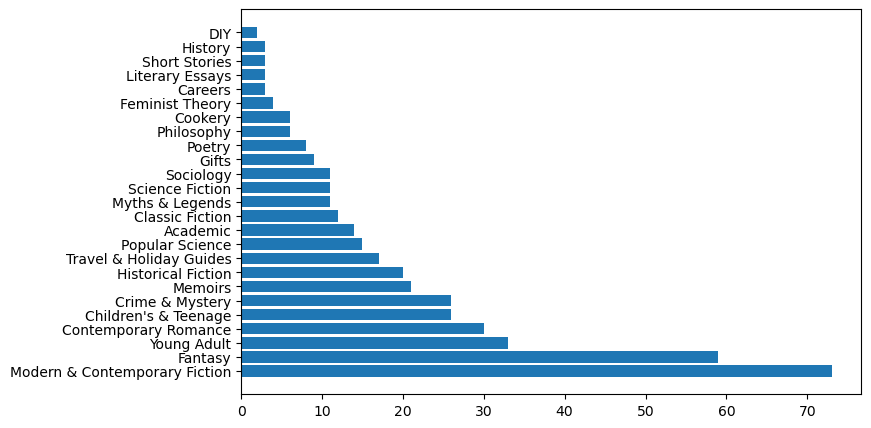 DIY
History
Short Stories
Literary Essays
Careers
Feminist Theory
Cookery
Philosophy
Poetry
Gifts
Sociology
Science Fiction
Myths & Legends
Classic Fiction
Academic
Popular Science
Travel & Holiday Guides
Historical Fiction
Memoirs
Crime & Mystery
Children's & Teenage
Contemporary Romance
Young Adult
Fantasy
Modern & Contemporary Fiction
0 10 20 30 40 50 60 70